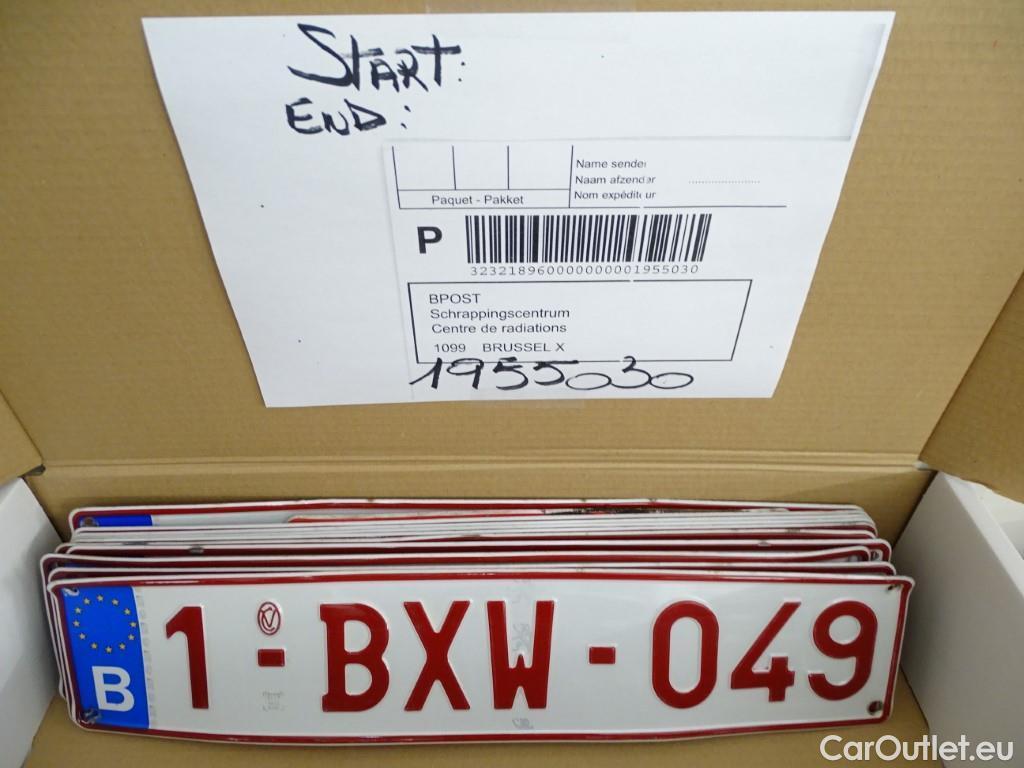 START:
END:
Name sender
Naam afzender ....................
Nom expéditeur
Paquet - Pakket
P
323218960000000001955030
BPOST
Schrappingscentrum
Centre de radiations
1099 BRUSSEL X
1955030
B 1-BXW-049
CarOutlet.eu